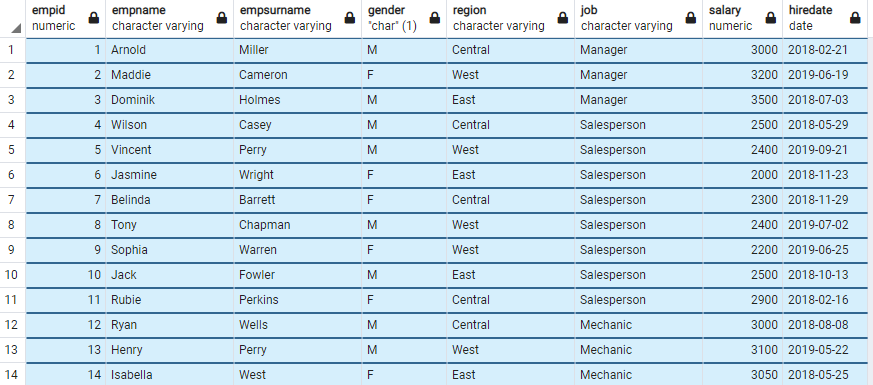 empid empname empsurname gender region job salary hiredate
numeric character varying character varying "char" (1) character varying character varying numeric date
1 1 Arnold Miller M Central Manager 3000 2018-02-21
2 2 Maddie Cameron F West Manager 3200 2019-06-19
3 3 Dominik Holmes M East Manager 3500 2018-07-03
4 4 Wilson Casey M Central Salesperson 2500 2018-05-29
5 5 Vincent Perry M West Salesperson 2400 2019-09-21
6 6 Jasmine Wright F East Salesperson 2000 2018-11-23
7 7 Belinda Barrett F Central Salesperson 2300 2018-11-29
8 8 Tony Chapman M West Salesperson 2400 2019-07-02
9 9 Sophia Warren F West Salesperson 2200 2019-06-25
10 10 Jack Fowler M East Salesperson 2500 2018-10-13
11 11 Rubie Perkins F Central Salesperson 2900 2018-02-16
12 12 Ryan Wells M Central Mechanic 3000 2018-08-08
13 13 Henry Perry M West Mechanic 3100 2019-05-22
14 14 Isabella West F East Mechanic 3050 2018-05-25